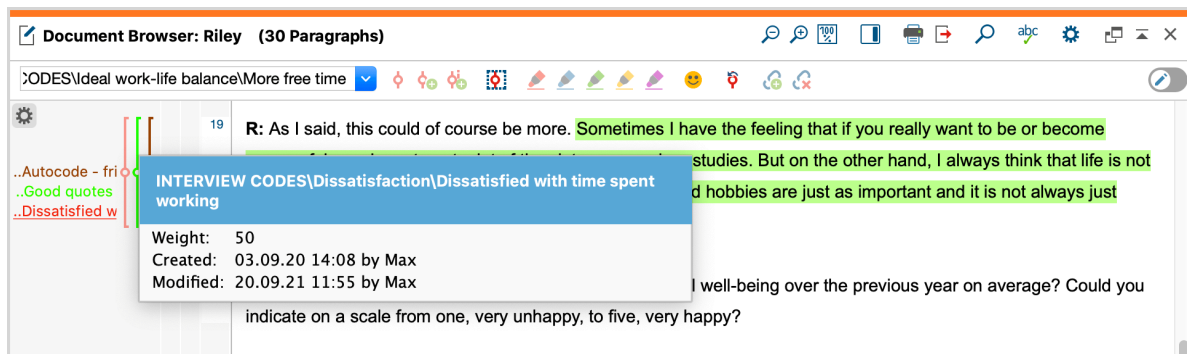 Document Browser: Riley (30 Paragraphs)
100 %
abc
ODES\Ideal work-life balance\More free time
19
R: As I said, this could of course be more. Sometimes I have the feeling that if you really want to be or become
studies. But on the other hand, I always think that life is not
..Autocode - fri
INTERVIEW CODES\Dissatisfaction\Dissatisfied with time spent
working
..Good quotes
d hobbies are just as important and it is not always just
..Dissatisfied w
Weight: 50
Created: 03.09.20 14:08 by Max
Modified: 20.09.21 11:55 by Max
l well-being over the previous year on average? Could you
indicate on a scale from one, very unhappy, to five, very happy?